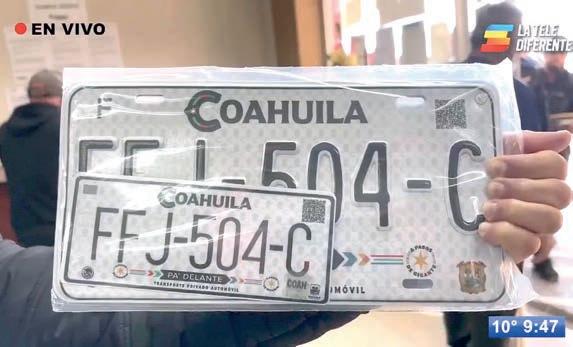 EN VIVO
LA TELE
DIFERENTE
COAHUILA
FFJ-504-C
A PASOS
DE GIGANTE
COAHUILA
FFJ-504-C
PA' DELANTE
TRANSPORTE PRIVADO AUTOMÓVIL
COAH
10° 9:47